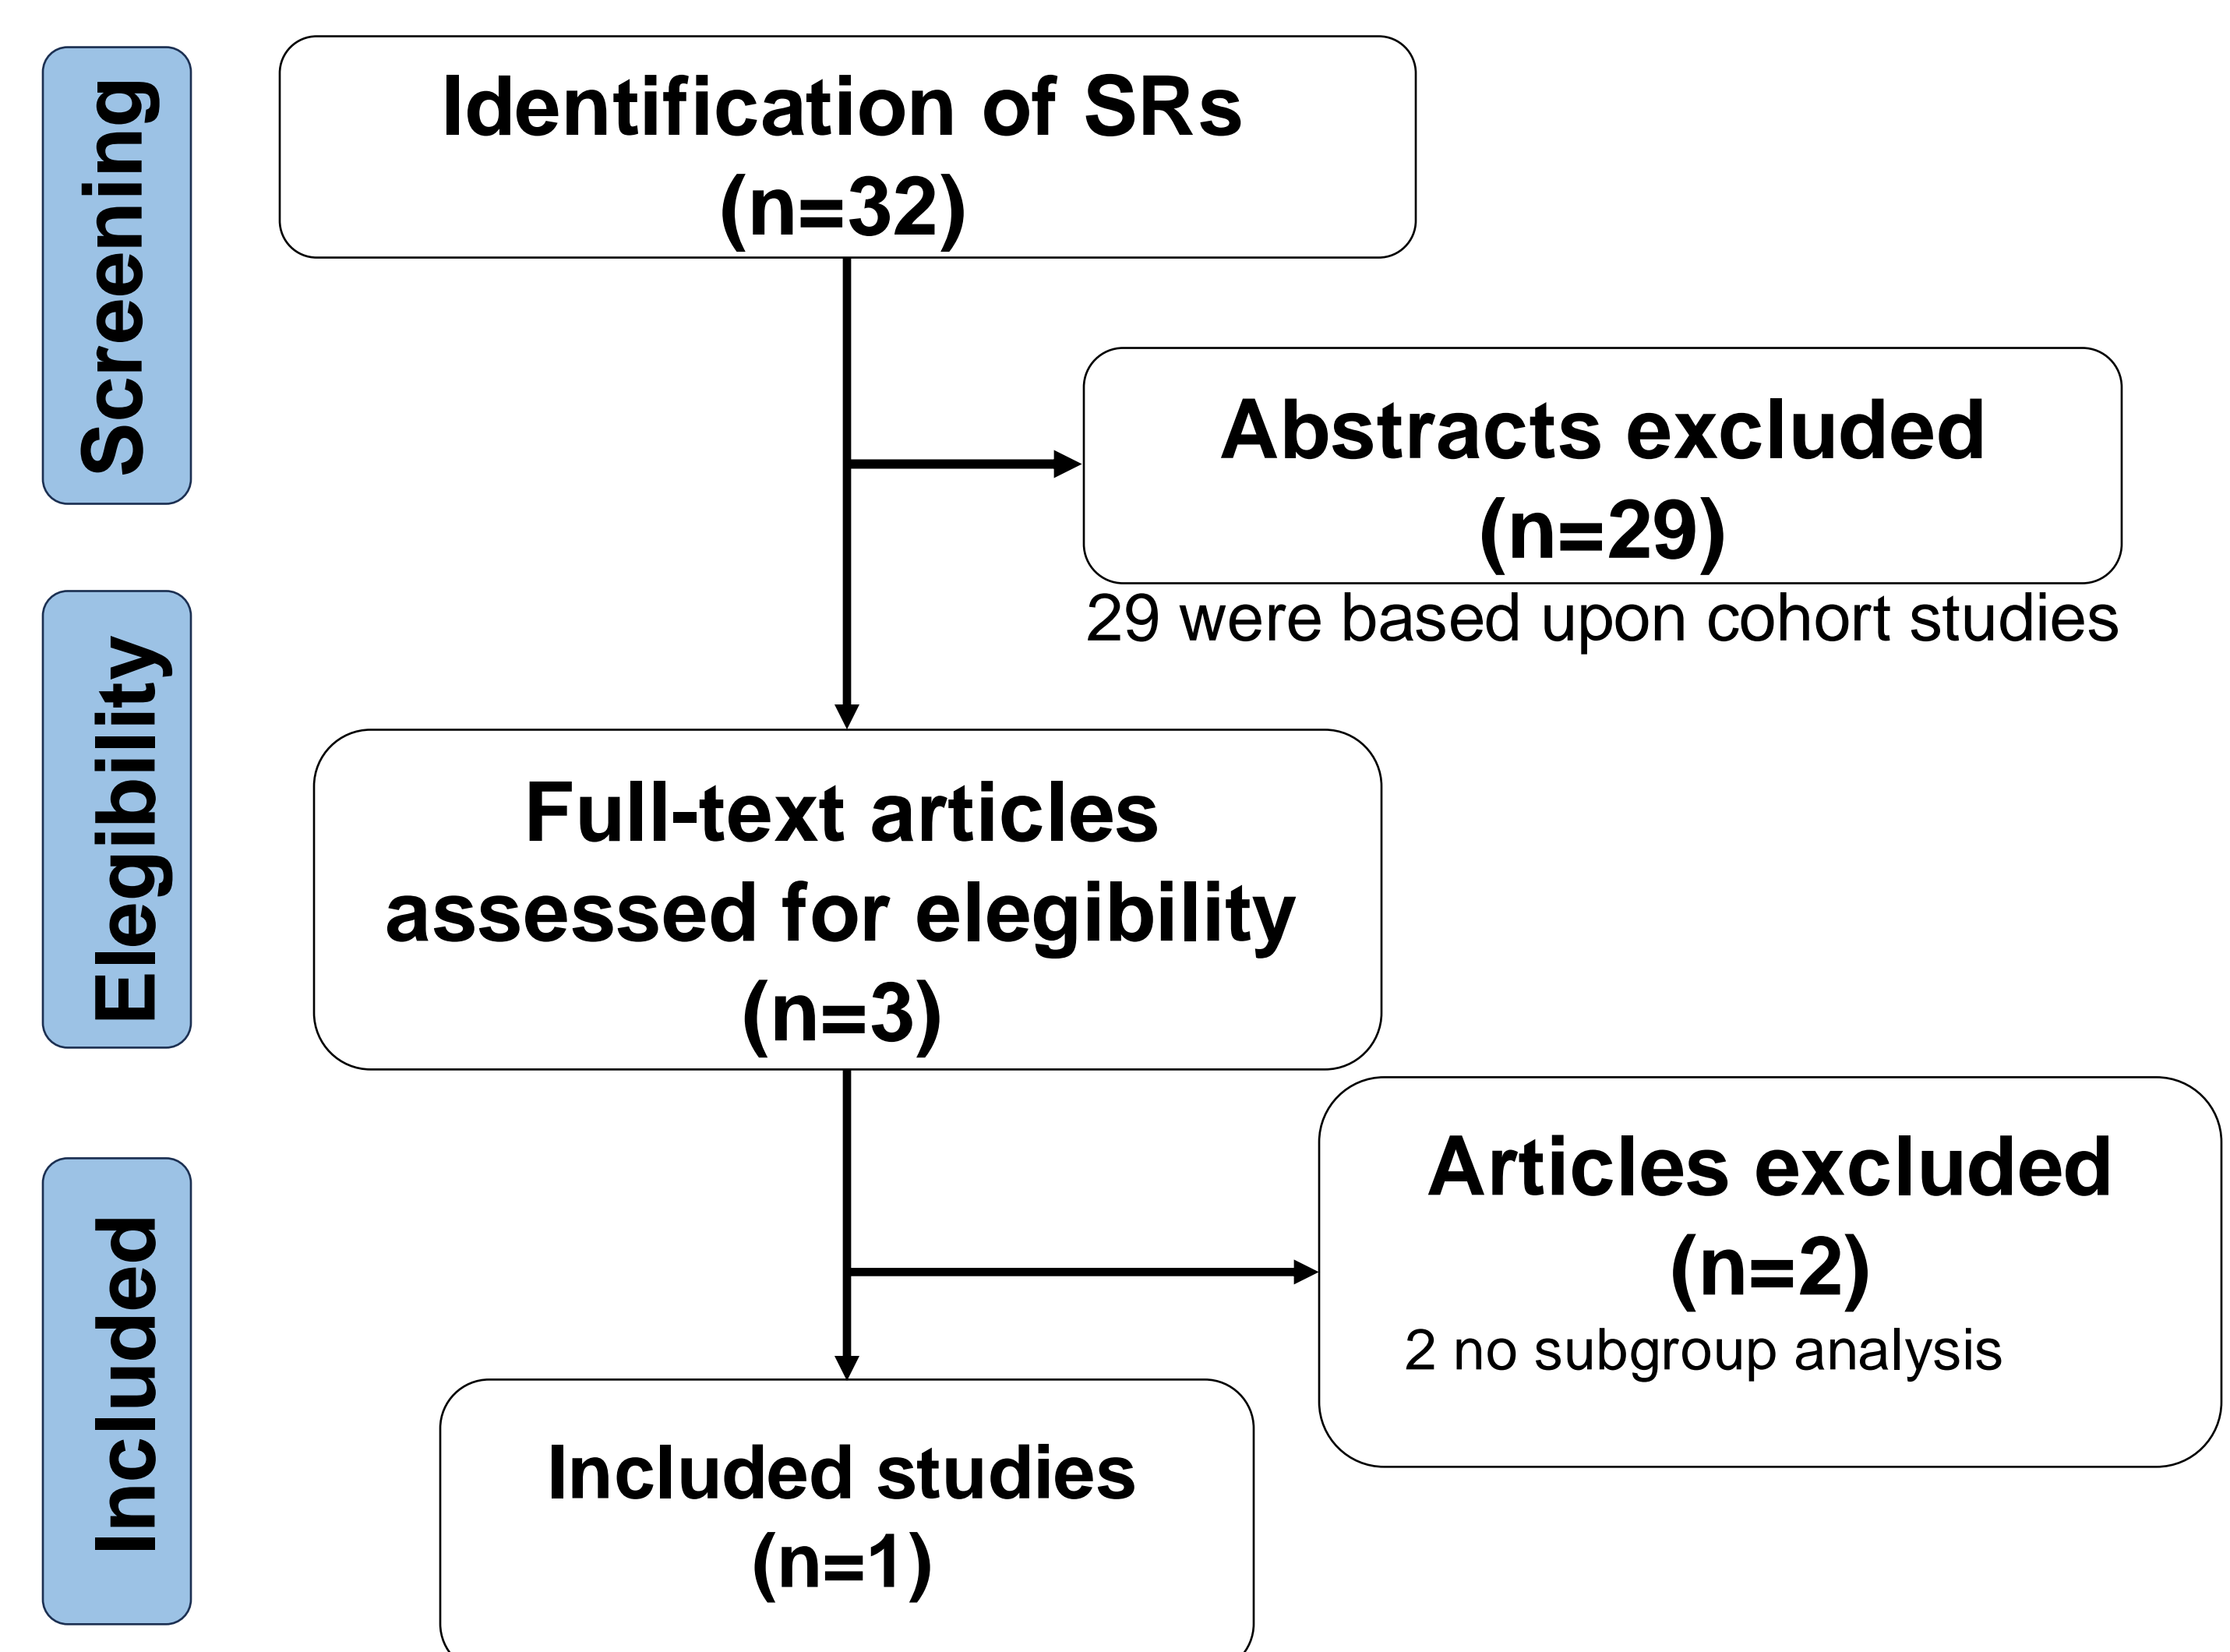 Screening
Identification of SRs
(n=32)
Abstracts excluded
(n=29)
29 were based upon cohort studies
Elegibility
Full-text articles
assessed for elegibility
(n=3)
Articles excluded
(n=2)
2 no subgroup analysis
Included
Included studies
(n=1)